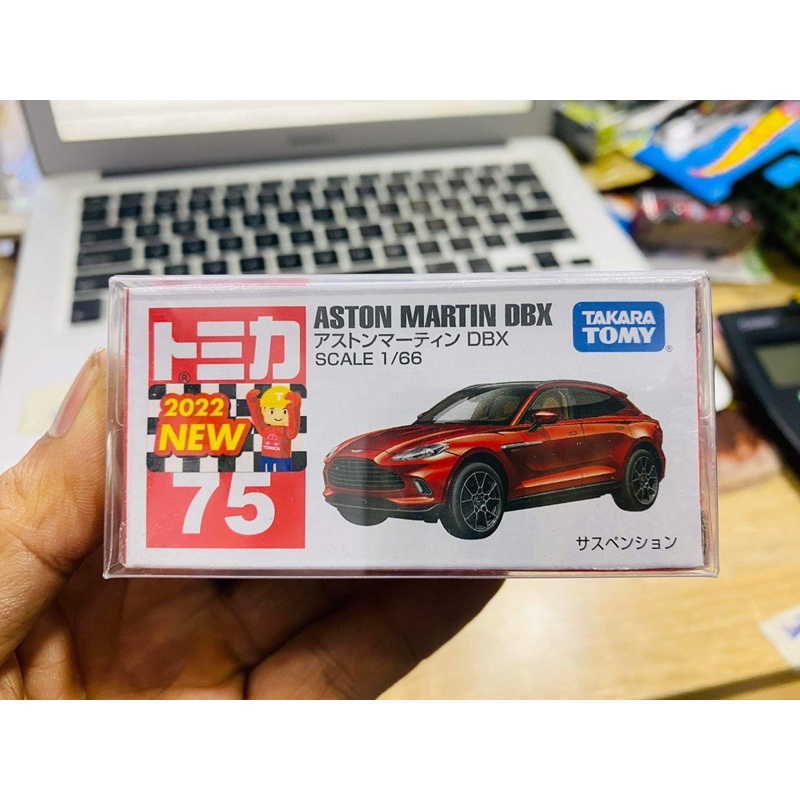 トミカ
®
2022
NEW
75
ASTON MARTIN DBX
アストンマーティン DBX
SCALE 1/66
TAKARA
TOMY
®
サスペンション